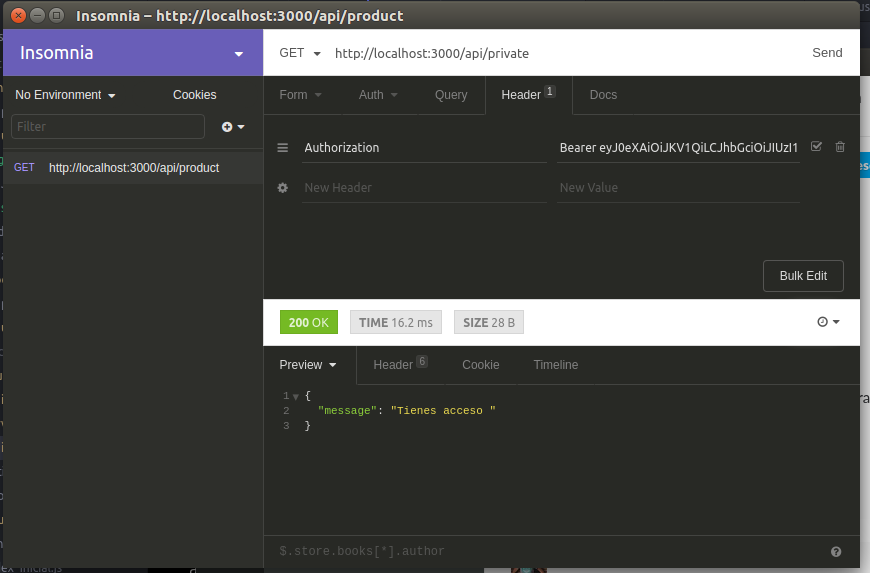 Insomnia – http://localhost:3000/api/product
Insomnia
GET http://localhost:3000/api/private Send
No Environment Cookies
Form Auth Query Header 1 Docs
Filter
GET http://localhost:3000/api/product
Authorization Bearer eyJ0eXAiOiJKV1QiLCJhbGciOiJIUzI1
New Header New Value
Bulk Edit
200 OK TIME 16.2 ms SIZE 28 B
Preview Header 6 Cookie Timeline
1 {
2 "message": "Tienes acceso "
3 }
$.store.books[*].author